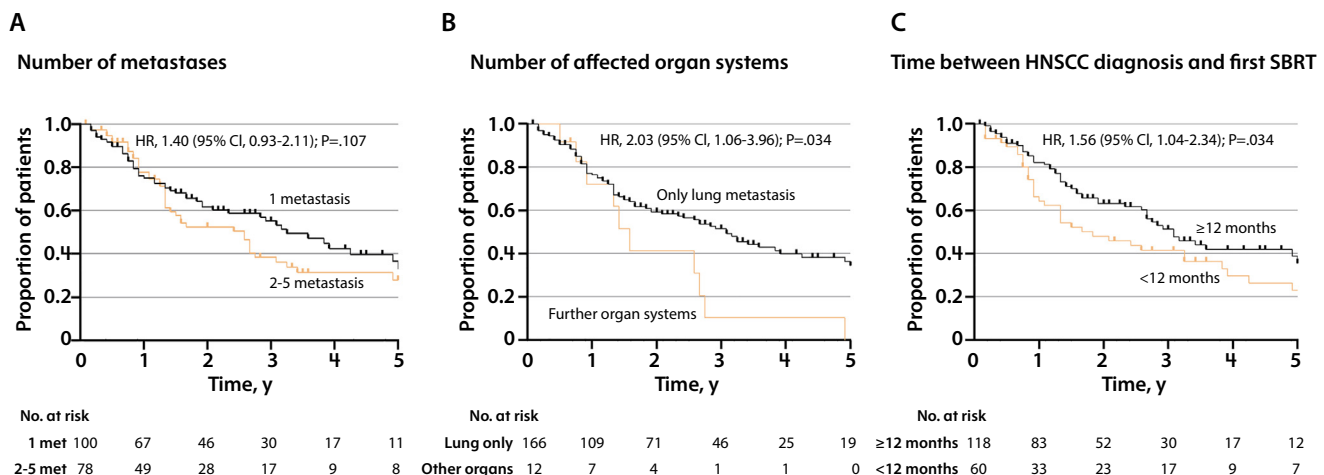 A
Number of metastases
Proportion of patients
1.0
0.8
0.6
0.4
0.2
0
HR, 1.40 (95% CI, 0.93-2.11); P=.107
1 metastasis
2-5 metastasis
0 1 2 3 4 5
Time, y
No. at risk
1 met 100 67 46 30 17 11
2-5 met 78 49 28 17 9 8
B
Number of affected organ systems
Proportion of patients
1.0
0.8
0.6
0.4
0.2
0
HR, 2.03 (95% CI, 1.06-3.96); P=.034
Only lung metastasis
Further organ systems
0 1 2 3 4 5
Time, y
No. at risk
Lung only 166 109 71 46 25 19
Other organs 12 7 4 1 1 0
C
Time between HNSCC diagnosis and first SBRT
Proportion of patients
1.0
0.8
0.6
0.4
0.2
0
HR, 1.56 (95% CI, 1.04-2.34); P=.034
≥12 months
<12 months
0 1 2 3 4 5
Time, y
No. at risk
≥12 months 118 83 52 30 17 12
<12 months 60 33 23 17 9 7